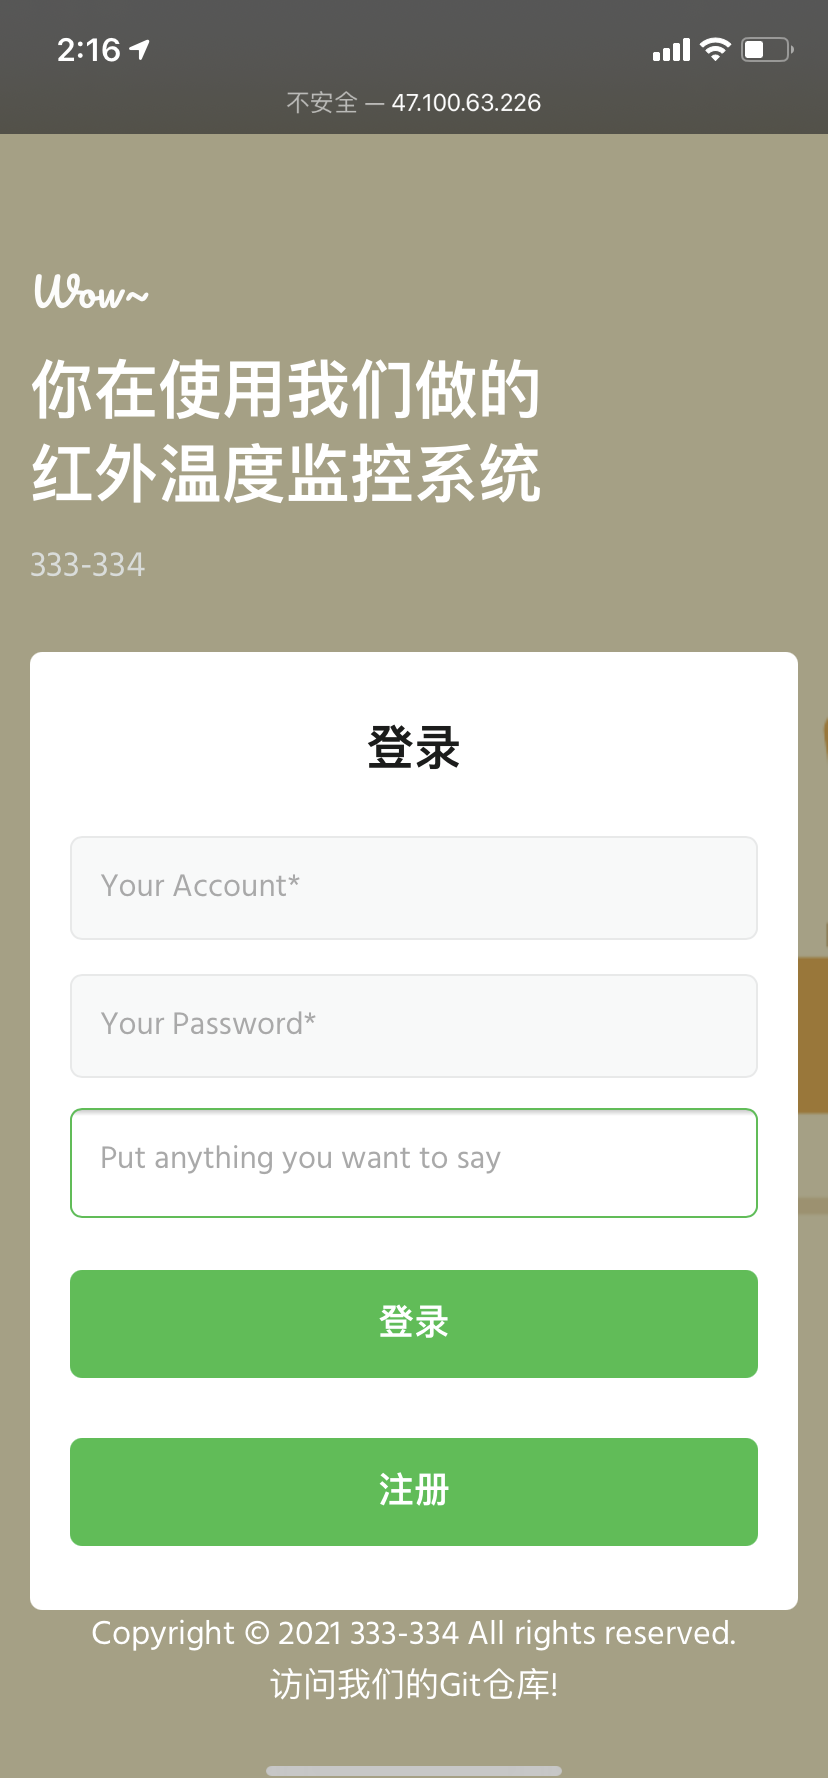 2:16
不安全 — 47.100.63.226
Wow~
你在使用我们做的
红外温度监控系统
333-334
登录
Your Account*
Your Password*
Put anything you want to say
登录
注册
Copyright © 2021 333-334 All rights reserved.
访问我们的Git仓库!